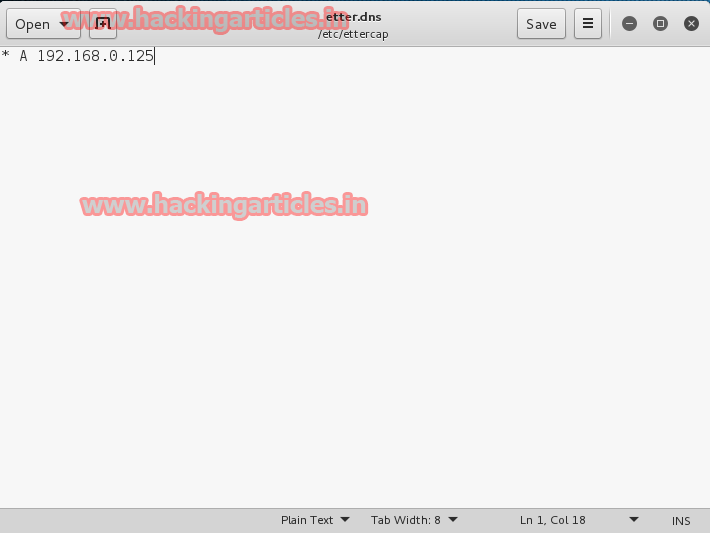 Open
www.hackingarticles.in
etter.dns
/etc/ettercap
Save
* A 192.168.0.125
www.hackingarticles.in
Plain Text
Tab Width: 8
Ln 1, Col 18
INS